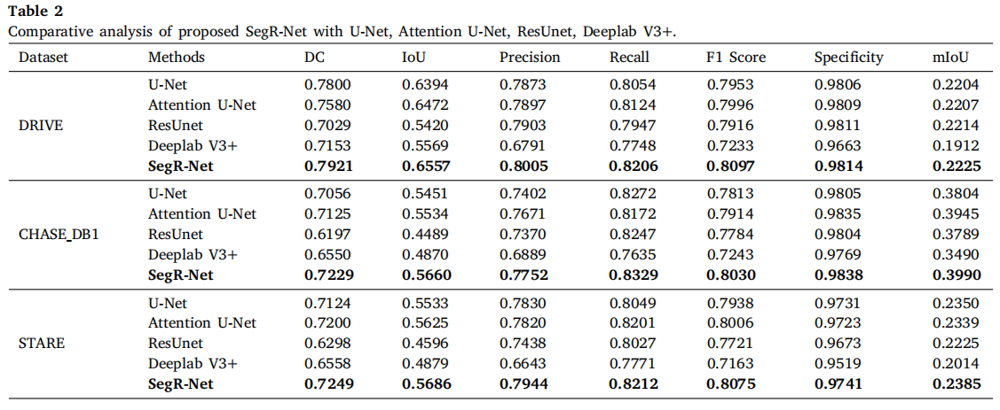 Table 2
Comparative analysis of proposed SegR-Net with U-Net, Attention U-Net, ResUnet, Deeplab V3+.
Dataset Methods DC IoU Precision Recall F1 Score Specificity mIoU
U-Net 0.7800 0.6394 0.7873 0.8054 0.7953 0.9806 0.2204
Attention U-Net 0.7580 0.6472 0.7897 0.8124 0.7996 0.9809 0.2207
DRIVE ResUnet 0.7029 0.5420 0.7903 0.7947 0.7916 0.9811 0.2214
Deeplab V3+ 0.7153 0.5569 0.6791 0.7748 0.7233 0.9663 0.1912
SegR-Net 0.7921 0.6557 0.8005 0.8206 0.8097 0.9814 0.2225
U-Net 0.7056 0.5451 0.7402 0.8272 0.7813 0.9805 0.3804
Attention U-Net 0.7125 0.5534 0.7671 0.8172 0.7914 0.9835 0.3945
CHASE_DB1 ResUnet 0.6197 0.4489 0.7370 0.8247 0.7784 0.9804 0.3789
Deeplab V3+ 0.6550 0.4870 0.6889 0.7635 0.7243 0.9769 0.3490
SegR-Net 0.7229 0.5660 0.7752 0.8329 0.8030 0.9838 0.3990
U-Net 0.7124 0.5533 0.7830 0.8049 0.7938 0.9731 0.2350
Attention U-Net 0.7200 0.5625 0.7820 0.8201 0.8006 0.9723 0.2339
STARE ResUnet 0.6298 0.4596 0.7438 0.8027 0.7721 0.9673 0.2225
Deeplab V3+ 0.6558 0.4879 0.6643 0.7771 0.7163 0.9519 0.2014
SegR-Net 0.7249 0.5686 0.7944 0.8212 0.8075 0.9741 0.2385